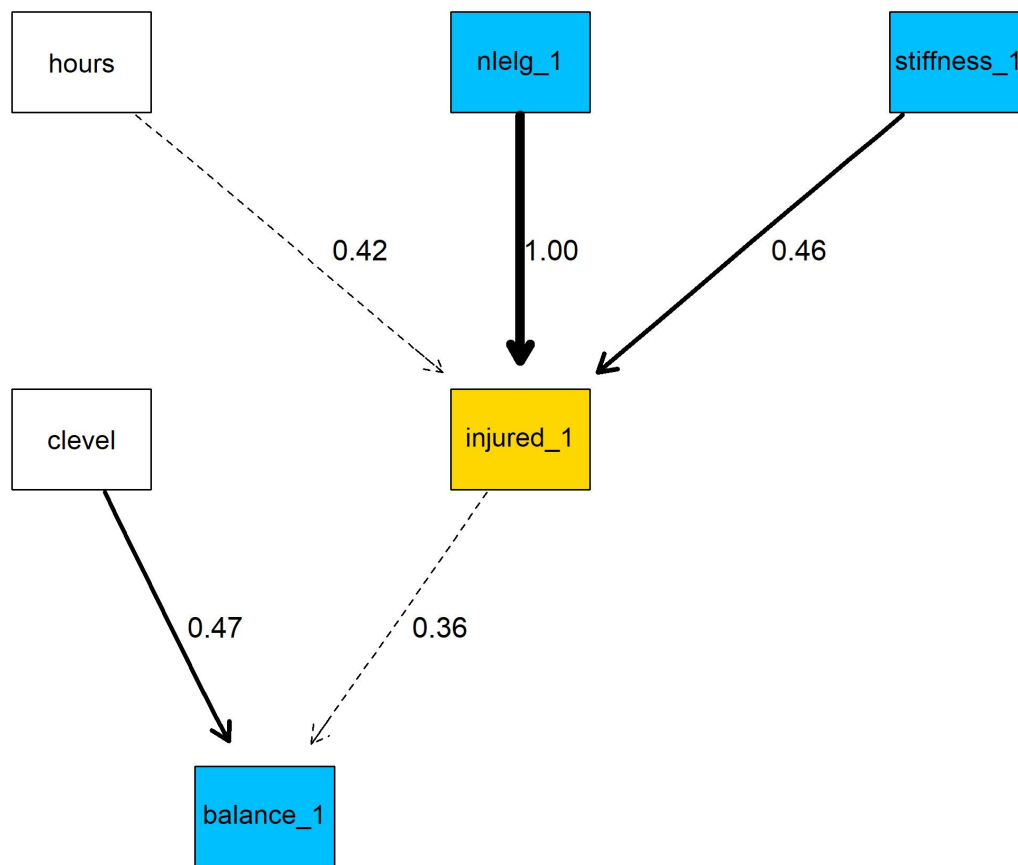 hours
nlelg_1
stiffness_1
0.42
1.00
0.46
clevel
injured_1
0.47
0.36
balance_1